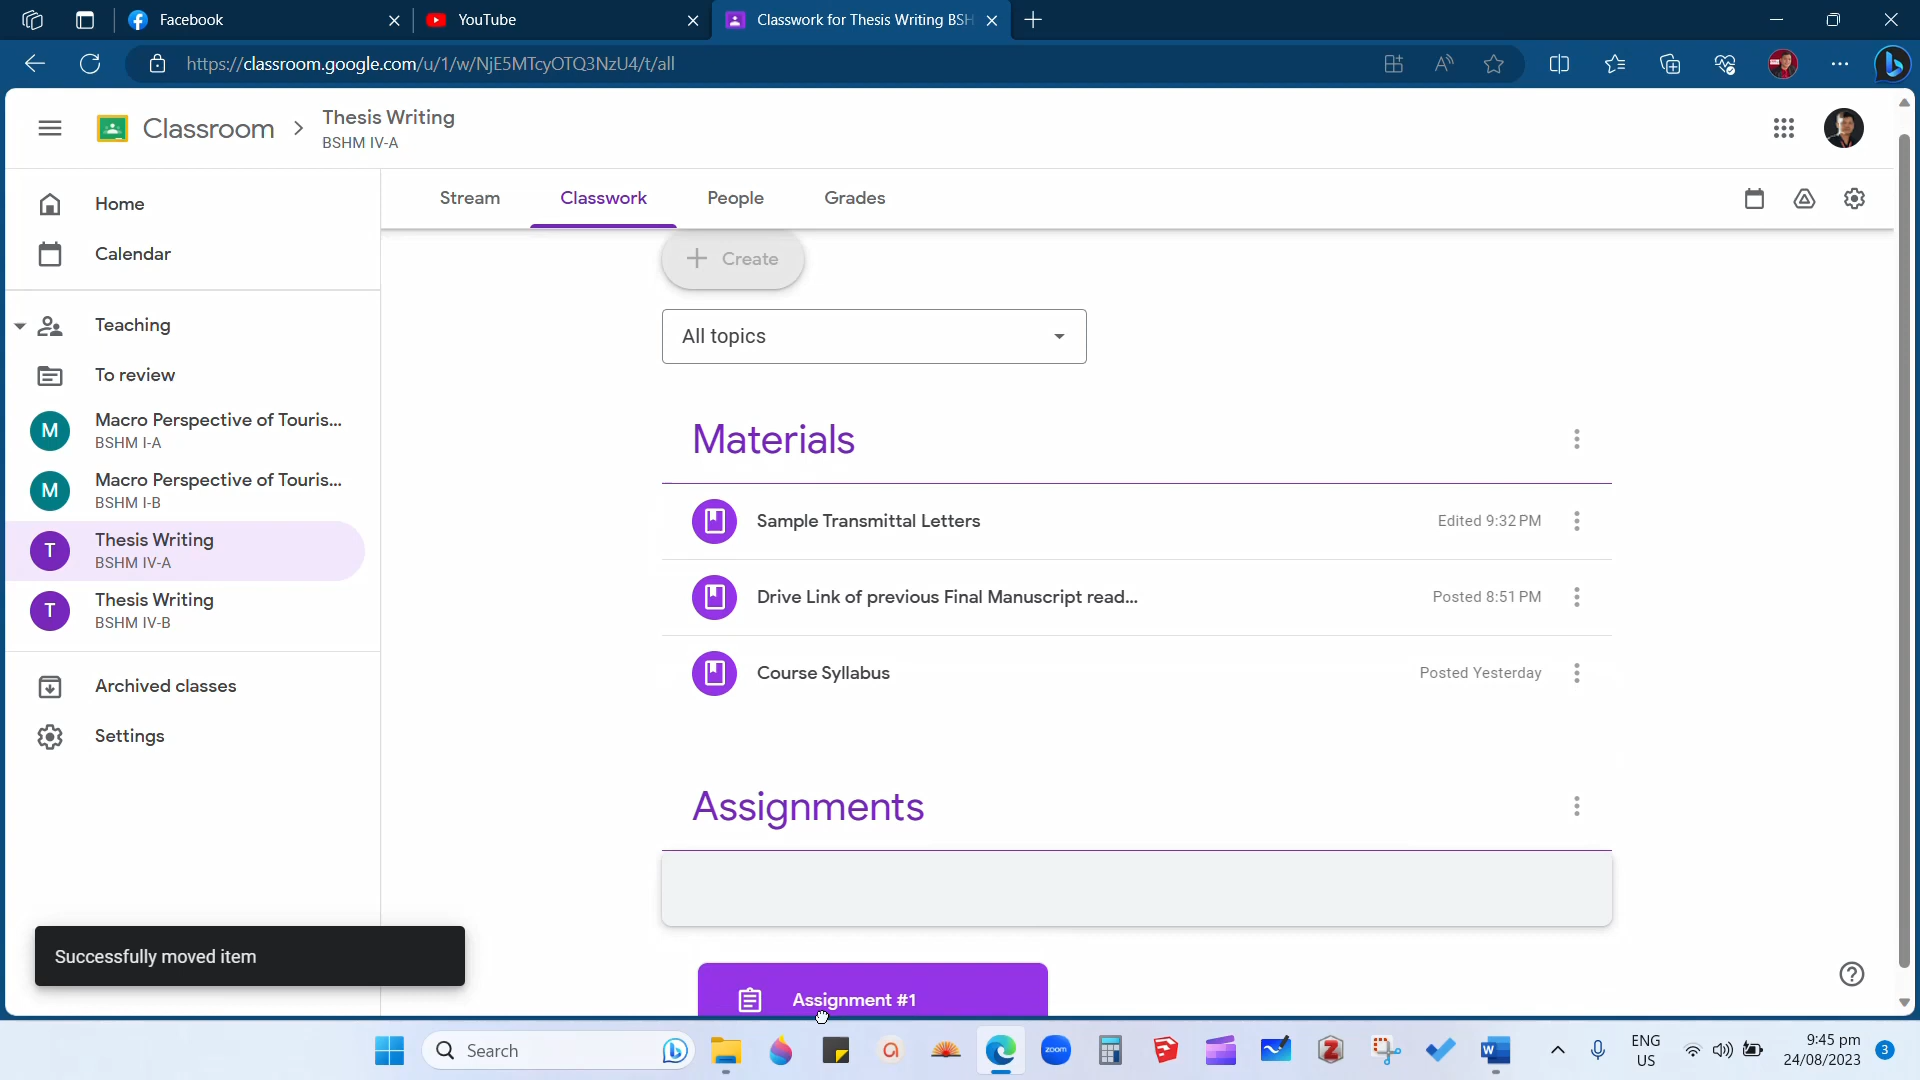 Facebook
YouTube
Classwork for Thesis Writing BSH
https://classroom.google.com/u/1/w/NjE5MTcyOTQ3NzU4/t/all
Classroom
Thesis Writing
BSHM IV-A
Home
Calendar
Teaching
To review
M
Macro Perspective of Touris...
BSHM I-A
M
Macro Perspective of Touris...
BSHM I-B
T
Thesis Writing
BSHM IV-A
T
Thesis Writing
BSHM IV-B
Archived classes
Settings
Stream
Classwork
People
Grades
Create
All topics
Materials
Sample Transmittal Letters
Edited 9:32 PM
Drive Link of previous Final Manuscript read...
Posted 8:51 PM
Course Syllabus
Posted Yesterday
Assignments
Assignment #1
Successfully moved item
Search
zoom
ENG
US
9:45 pm
24/08/2023
3